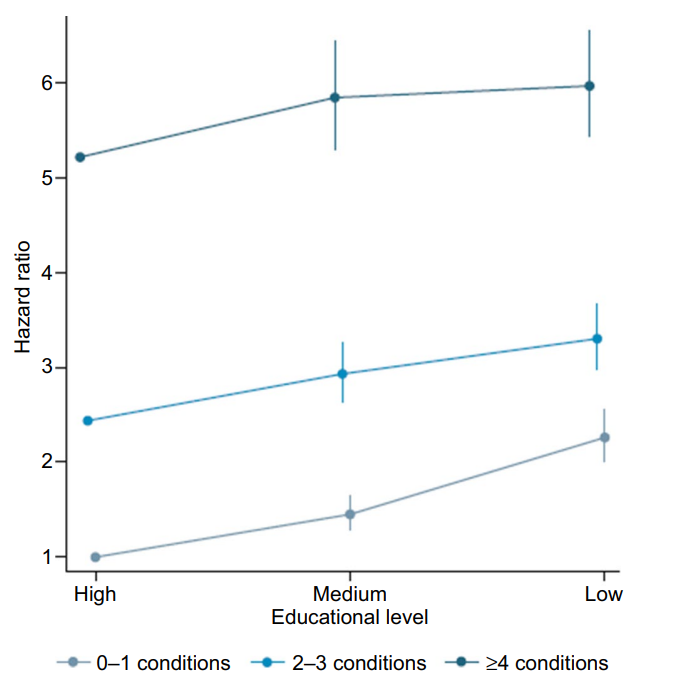 Hazard ratio
6
5
4
3
2
1
High Medium Low
Educational level
0–1 conditions 2–3 conditions ≥4 conditions